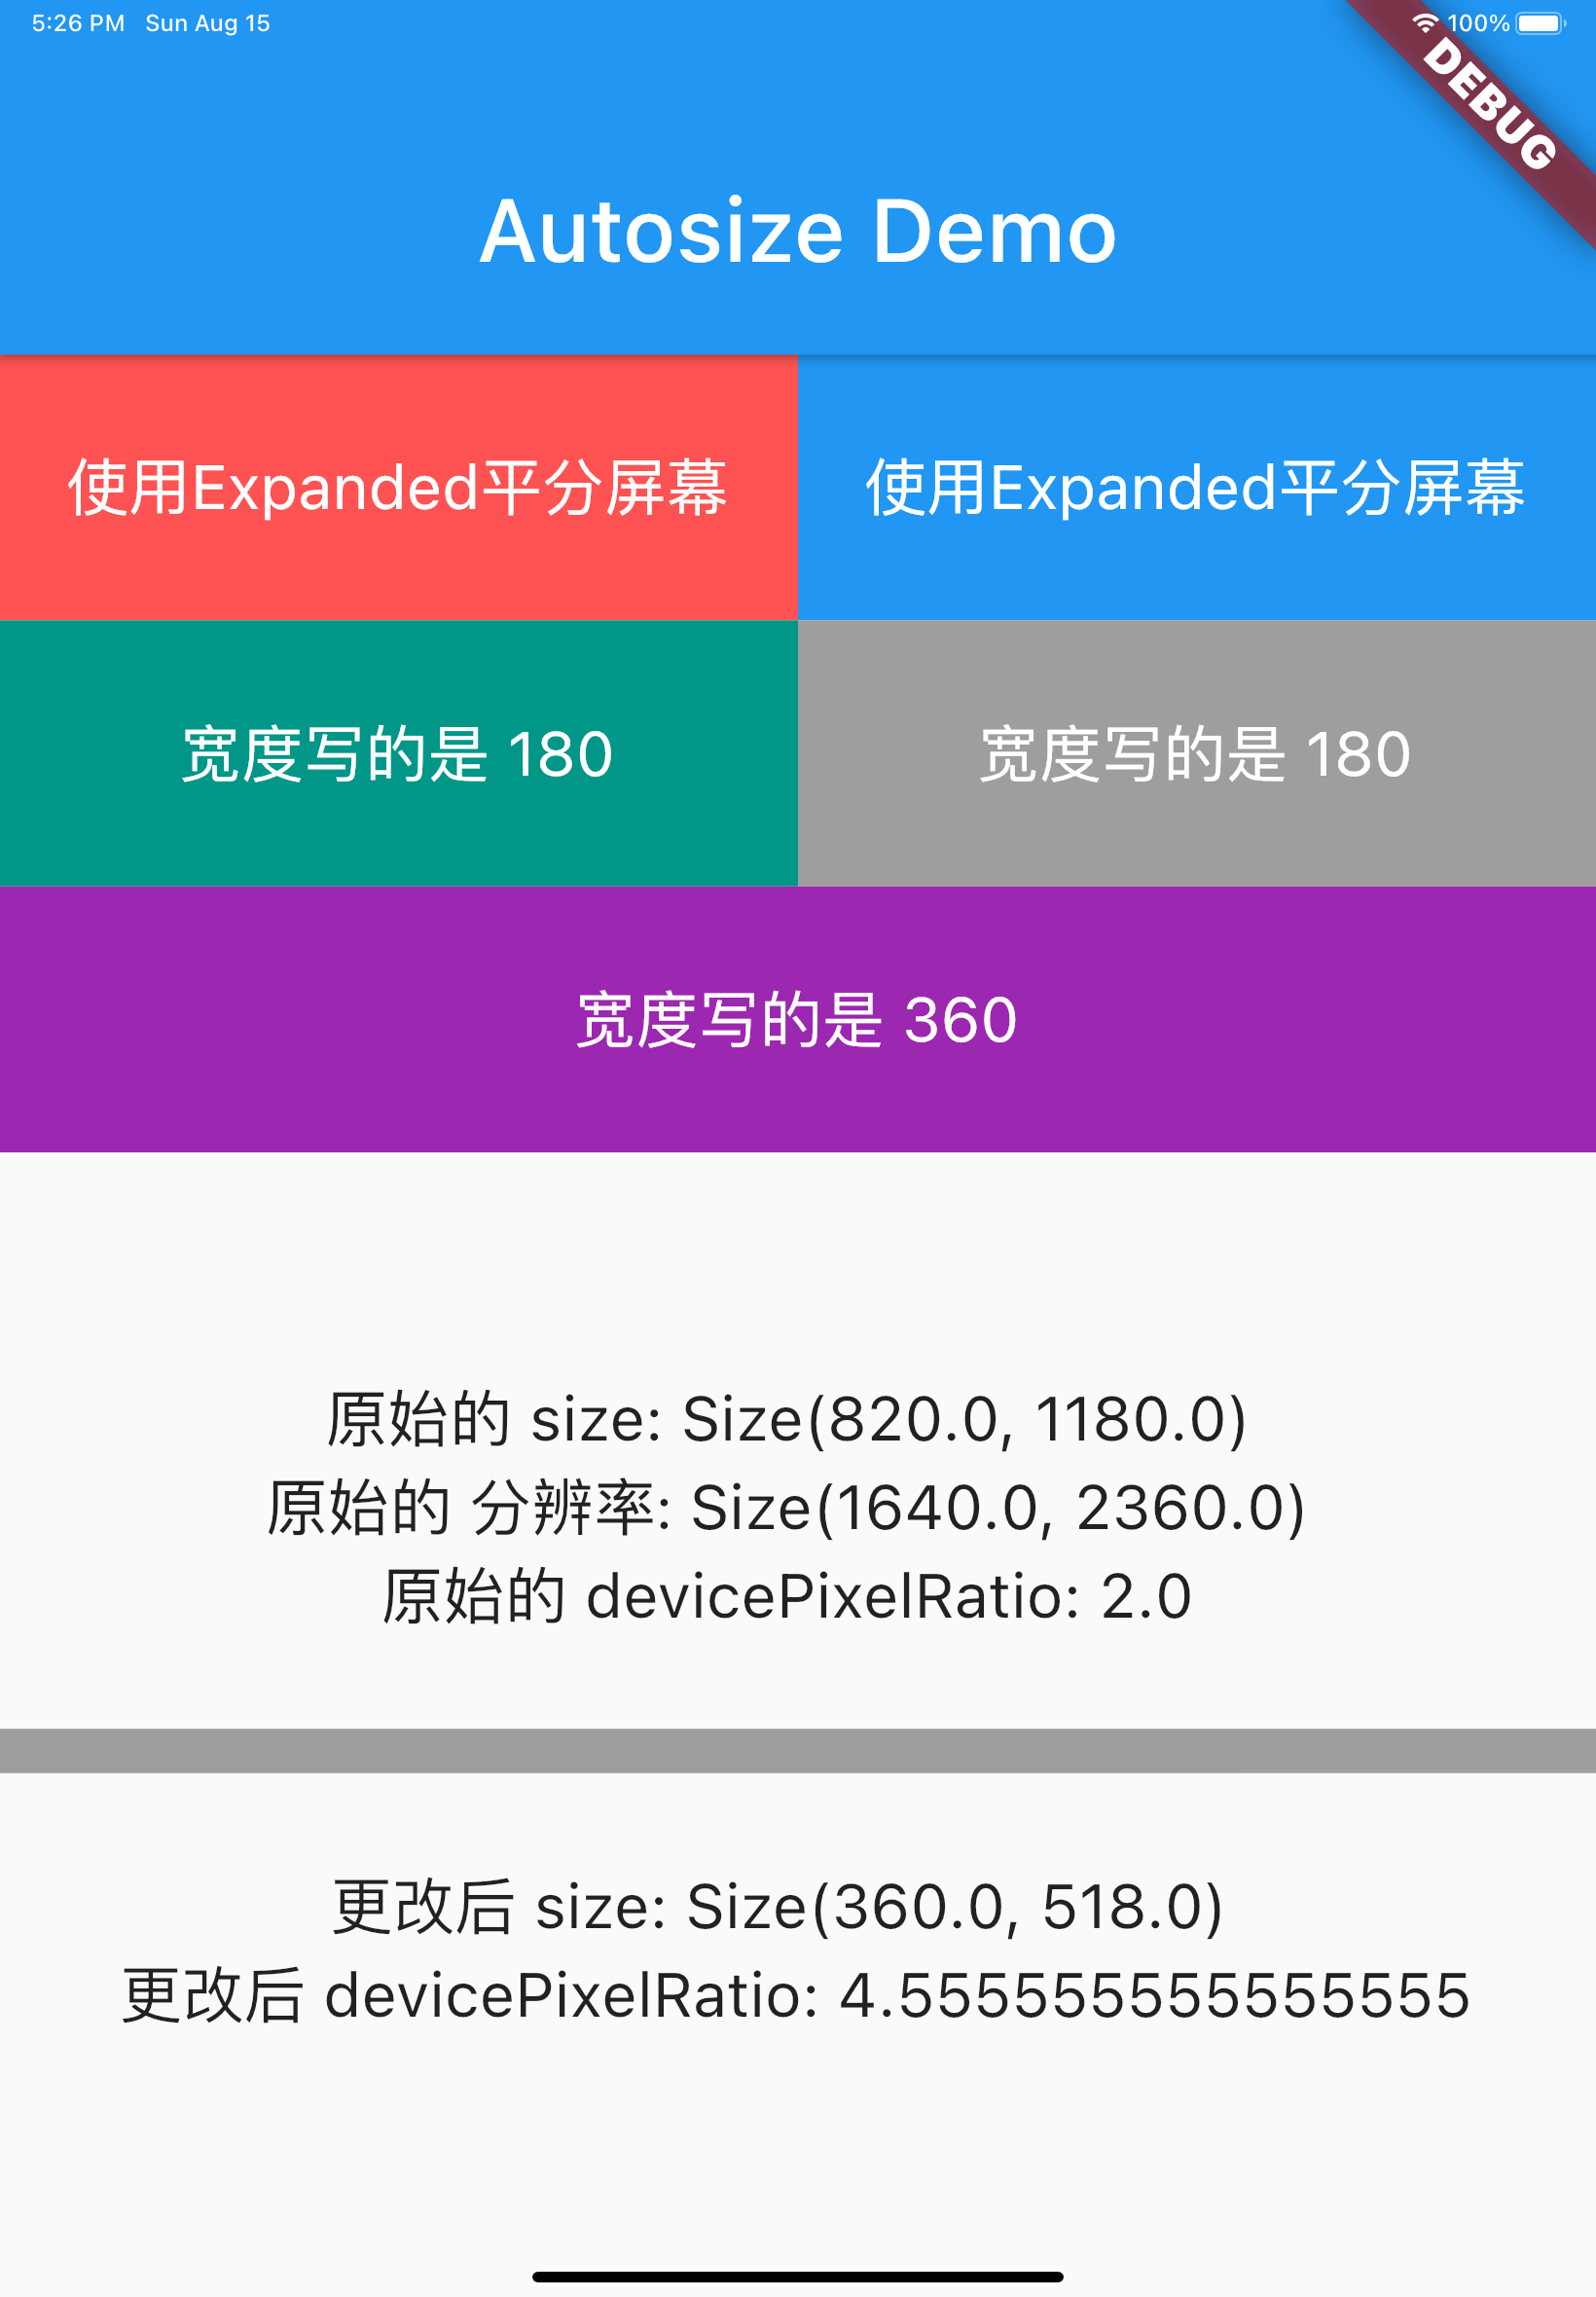 5:26 PM Sun Aug 15 100%
DEBUG
Autosize Demo
使用Expanded平分屏幕 使用Expanded平分屏幕
宽度写的是 180 宽度写的是 180
宽度写的是 360
原始的 size: Size(820.0, 1180.0)
原始的 分辨率: Size(1640.0, 2360.0)
原始的 devicePixelRatio: 2.0
更改后 size: Size(360.0, 518.0)
更改后 devicePixelRatio: 4.555555555555555